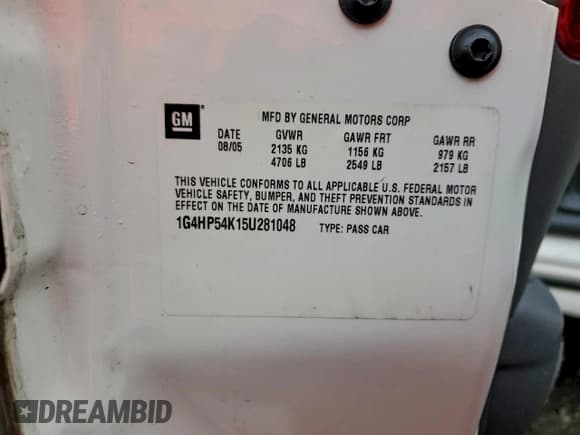 GM
MFD BY GENERAL MOTORS CORP
DATE GVWR GAWR FRT GAWR RR
08/05 2135 KG 1156 KG 979 KG
4706 LB 2549 LB 2157 LB
THIS VEHICLE CONFORMS TO ALL APPLICABLE U.S. FEDERAL MOTOR
VEHICLE SAFETY, BUMPER, AND THEFT PREVENTION STANDARDS IN
EFFECT ON THE DATE OF MANUFACTURE SHOWN ABOVE.
1G4HP54K15U281048 TYPE: PASS CAR
DREAMBID